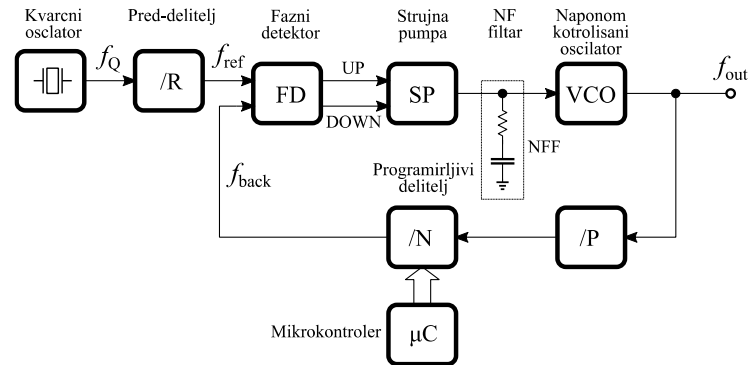 Kvarcni
osclator
Pred-delitelj
Fazni
detektor
Strujna
pumpa
NF
filtar
Naponom
kotrolisani
oscilator
fQ
/R
fref
FD
UP
DOWN
SP
NFF
VCO
fout
fback
Programirljivi
delitelj
/N
/P
Mikrokontroler
μC